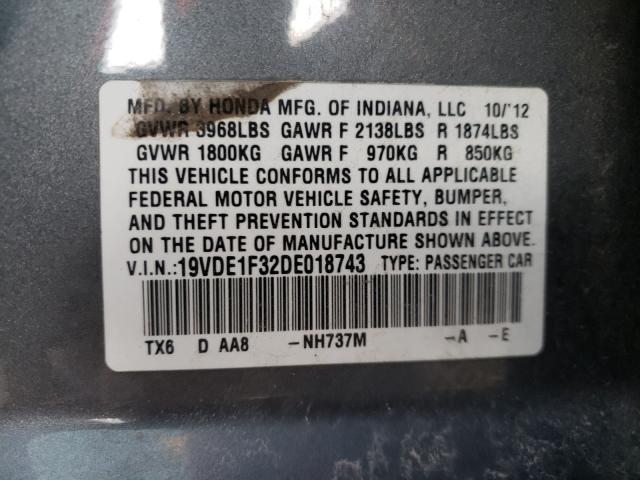 MFD. BY HONDA MFG. OF INDIANA, LLC 10/'12
GVWR 3968LBS GAWR F 2138LBS R 1874LBS
GVWR 1800KG GAWR F 970KG R 850KG
THIS VEHICLE CONFORMS TO ALL APPLICABLE
FEDERAL MOTOR VEHICLE SAFETY, BUMPER,
AND THEFT PREVENTION STANDARDS IN EFFECT
ON THE DATE OF MANUFACTURE SHOWN ABOVE.
V.I.N.:19VDE1F32DE018743 TYPE: PASSENGER CAR
TX6 D AA8 -NH737M -A -E